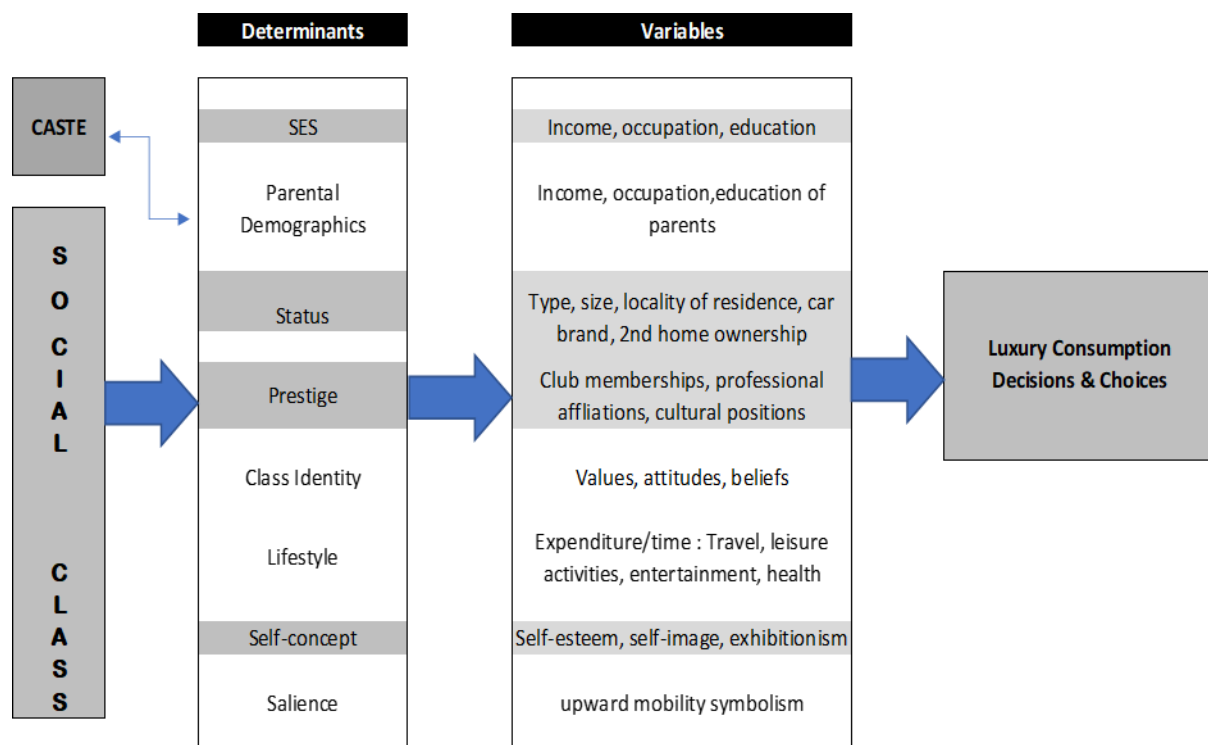 Determinants
Variables
CASTE
SOCIAL
CLASS
SES
Income, occupation, education
Parental
Demographics
Income, occupation,education of
parents
Status
Type, size, locality of residence, car
brand, 2nd home ownership
Prestige
Club memberships, professional
affliations, cultural positions
Class Identity
Values, attitudes, beliefs
Lifestyle
Expenditure/time : Travel, leisure
activities, entertainment, health
Self-concept
Self-esteem, self-image, exhibitionism
Salience
upward mobility symbolism
Luxury Consumption
Decisions & Choices